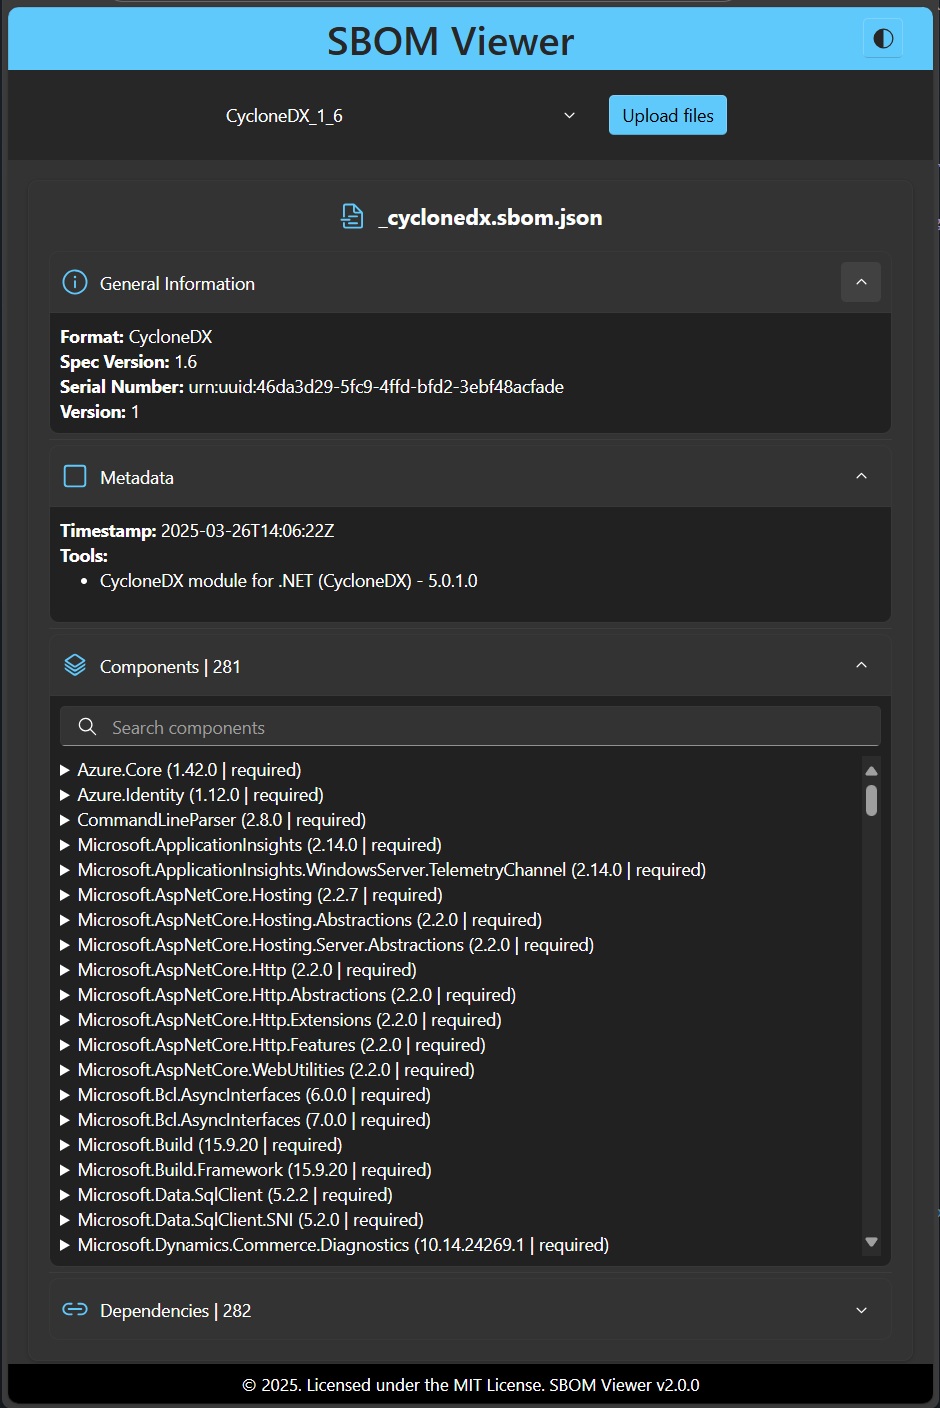 SBOM Viewer
CycloneDX_1_6
Upload files
_cyclonedx.sbom.json
General Information
Format: CycloneDX
Spec Version: 1.6
Serial Number: urn:uuid:46da3d29-5fc9-4ffd-bfd2-3ebf48acfade
Version: 1
Metadata
Timestamp: 2025-03-26T14:06:22Z
Tools:
• CycloneDX module for .NET (CycloneDX) - 5.0.1.0
Components | 281
Search components
Azure.Core (1.42.0 | required)
Azure.Identity (1.12.0 | required)
CommandLineParser (2.8.0 | required)
Microsoft.ApplicationInsights (2.14.0 | required)
Microsoft.ApplicationInsights.WindowsServer.TelemetryChannel (2.14.0 | required)
Microsoft.AspNetCore.Hosting (2.2.7 | required)
Microsoft.AspNetCore.Hosting.Abstractions (2.2.0 | required)
Microsoft.AspNetCore.Hosting.Server.Abstractions (2.2.0 | required)
Microsoft.AspNetCore.Http (2.2.0 | required)
Microsoft.AspNetCore.Http.Abstractions (2.2.0 | required)
Microsoft.AspNetCore.Http.Extensions (2.2.0 | required)
Microsoft.AspNetCore.Http.Features (2.2.0 | required)
Microsoft.AspNetCore.WebUtilities (2.2.0 | required)
Microsoft.Bcl.AsyncInterfaces (6.0.0 | required)
Microsoft.Bcl.AsyncInterfaces (7.0.0 | required)
Microsoft.Build (15.9.20 | required)
Microsoft.Build.Framework (15.9.20 | required)
Microsoft.Data.SqlClient (5.2.2 | required)
Microsoft.Data.SqlClient.SNI (5.2.0 | required)
Microsoft.Dynamics.Commerce.Diagnostics (10.14.24269.1 | required)
Dependencies | 282
© 2025. Licensed under the MIT License. SBOM Viewer v2.0.0